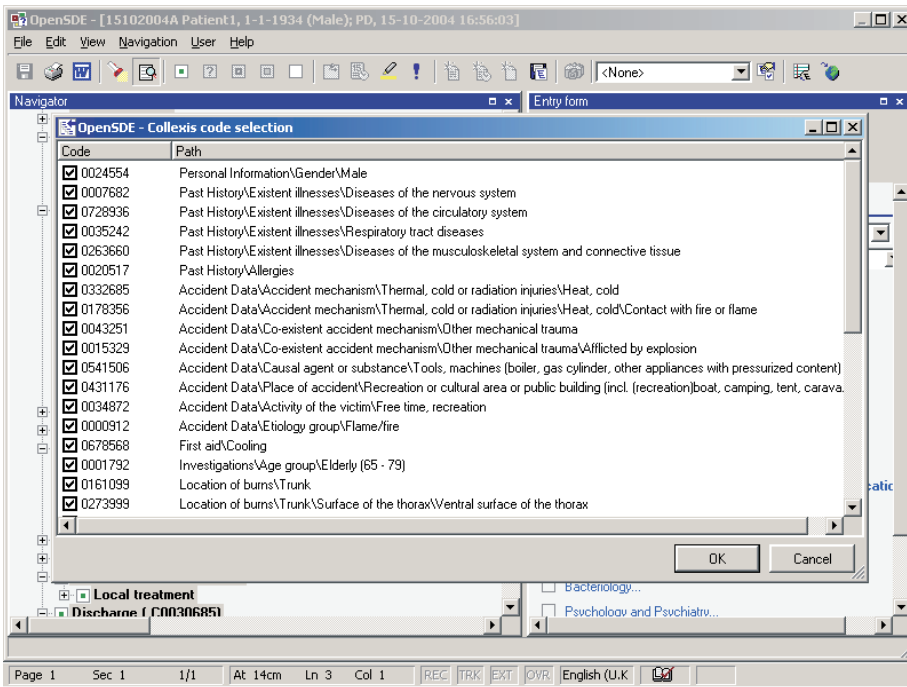 OpenSDE - [15102004A Patient1, 1-1-1934 (Male); PD, 15-10-2004 16:56:03]
File Edit View Navigation User Help
<None>
Navigator
Entry form
OpenSDE - Collexis code selection
Code Path
0024554 Personal Information\Gender\Male
0007682 Past History\Existent illnesses\Diseases of the nervous system
0728936 Past History\Existent illnesses\Diseases of the circulatory system
0035242 Past History\Existent illnesses\Respiratory tract diseases
0263660 Past History\Existent illnesses\Diseases of the musculoskeletal system and connective tissue
0020517 Past History\Allergies
0332685 Accident Data\Accident mechanism\Thermal, cold or radiation injuries\Heat, cold
0178356 Accident Data\Accident mechanism\Thermal, cold or radiation injuries\Heat, cold\Contact with fire or flame
0043251 Accident Data\Co-existent accident mechanism\Other mechanical trauma
0015329 Accident Data\Co-existent accident mechanism\Other mechanical trauma\Afflicted by explosion
0541506 Accident Data\Causal agent or substance\Tools, machines (boiler, gas cylinder, other appliances with pressurized content)
0431176 Accident Data\Place of accident\Recreation or cultural area or public building (incl. (recreation)boat, camping, tent, carava.
0034872 Accident Data\Activity of the victim\Free time, recreation
0000912 Accident Data\Etiology group\Flame/fire
0678568 First aid\Cooling
0001792 Investigations\Age group\Elderly (65 - 79)
0161099 Location of burns\Trunk
0273999 Location of burns\Trunk\Surface of the thorax\Ventral surface of the thorax
OK Cancel
Local treatment
Discharge ( C0030685)
Bacteriology...
Psychology and Psychiatry...
Page 1 Sec 1 1/1 At 14cm Ln 3 Col 1 REC TRK EXT OVR English (U.K